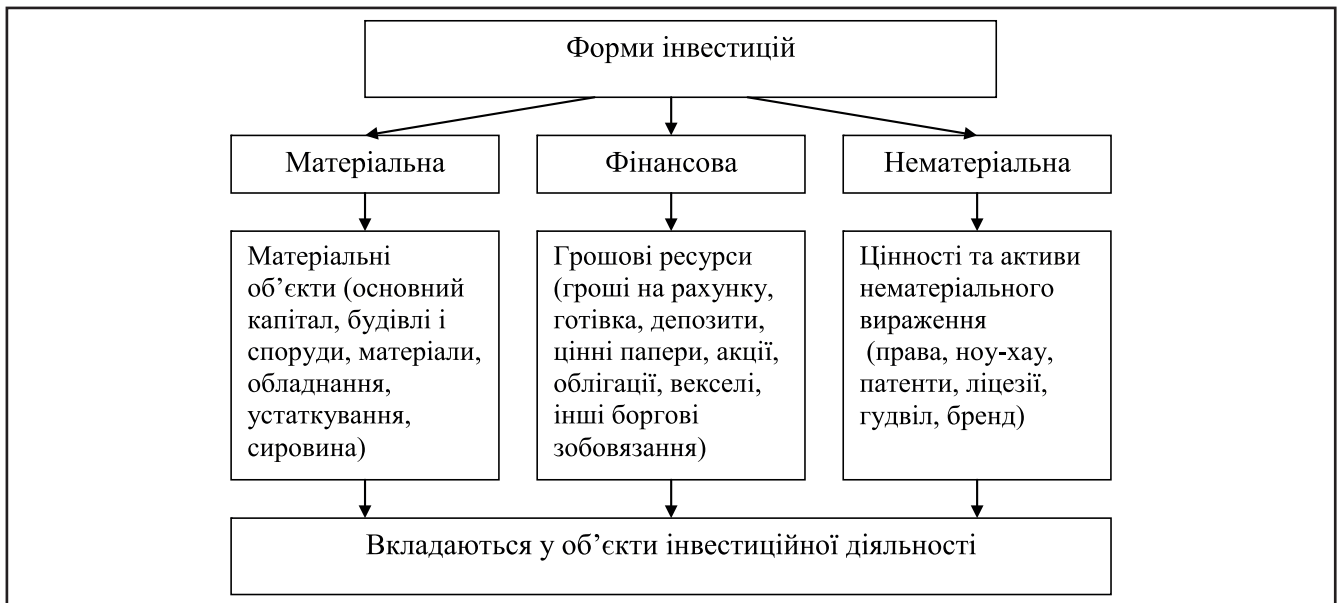 Форми інвестицій
Матеріальна
Фінансова
Нематеріальна
Матеріальні
об’єкти (основний
капітал, будівлі і
споруди, матеріали,
обладнання,
устаткування,
сировина)
Грошові ресурси
(гроші на рахунку,
готівка, депозити,
цінні папери, акції,
облігації, векселі,
інші боргові
зобовязання)
Цінності та активи
нематеріального
вираження
(права, ноу-хау,
патенти, ліцезії,
гудвіл, бренд)
Вкладаються у об’єкти інвестиційної діяльності